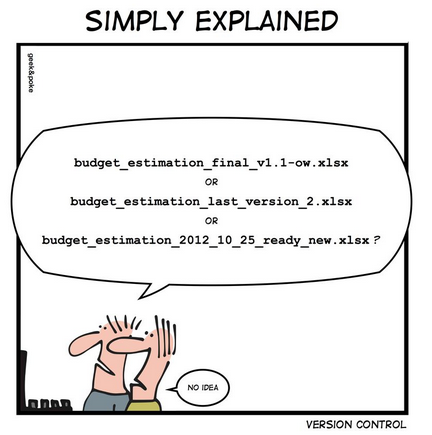 SIMPLY EXPLAINED
geek&poke
budget_estimation_final_v1.1-ow.xlsx
OR
budget_estimation_last_version_2.xlsx
OR
budget_estimation_2012_10_25_ready_new.xlsx ?
NO IDEA
VERSION CONTROL